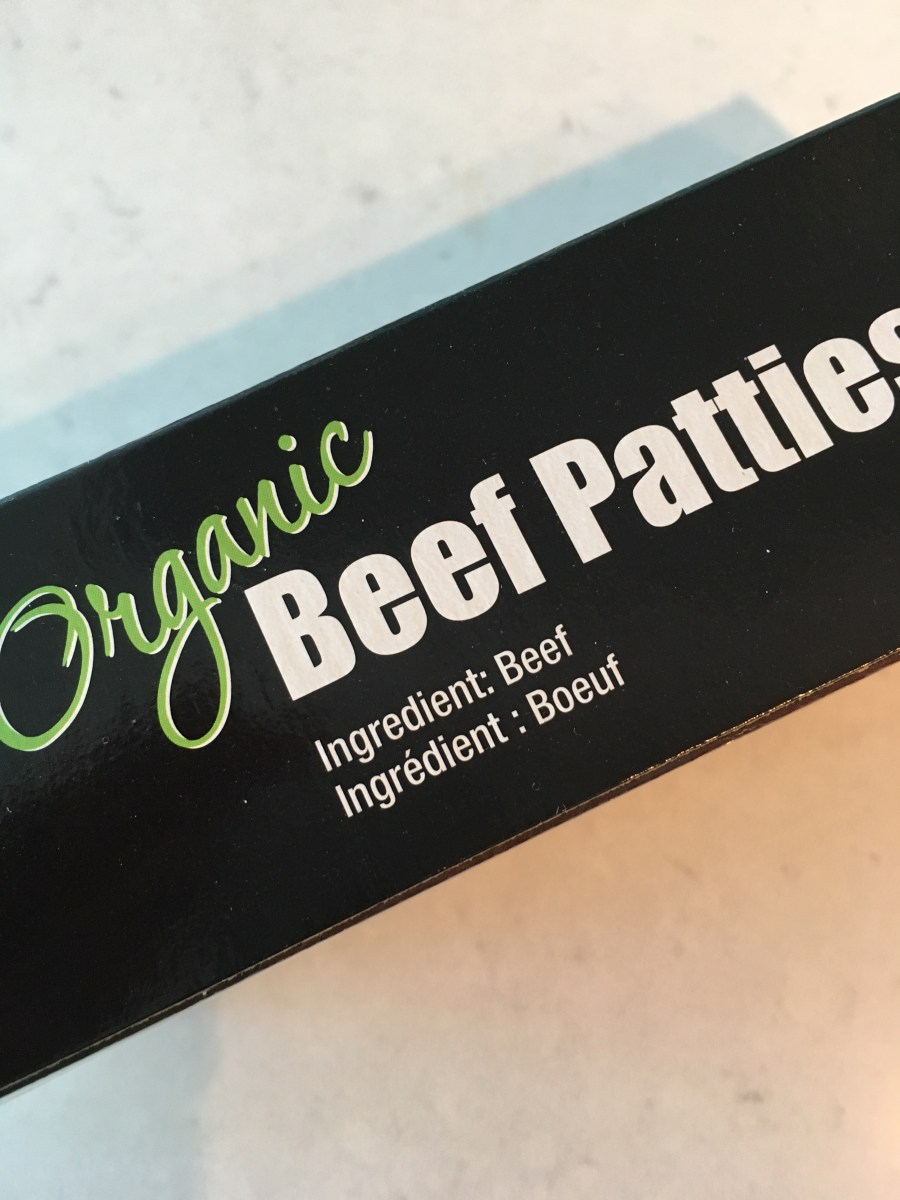 Organic
Beef Patties
Ingredient: Beef
Ingrédient : Boeuf